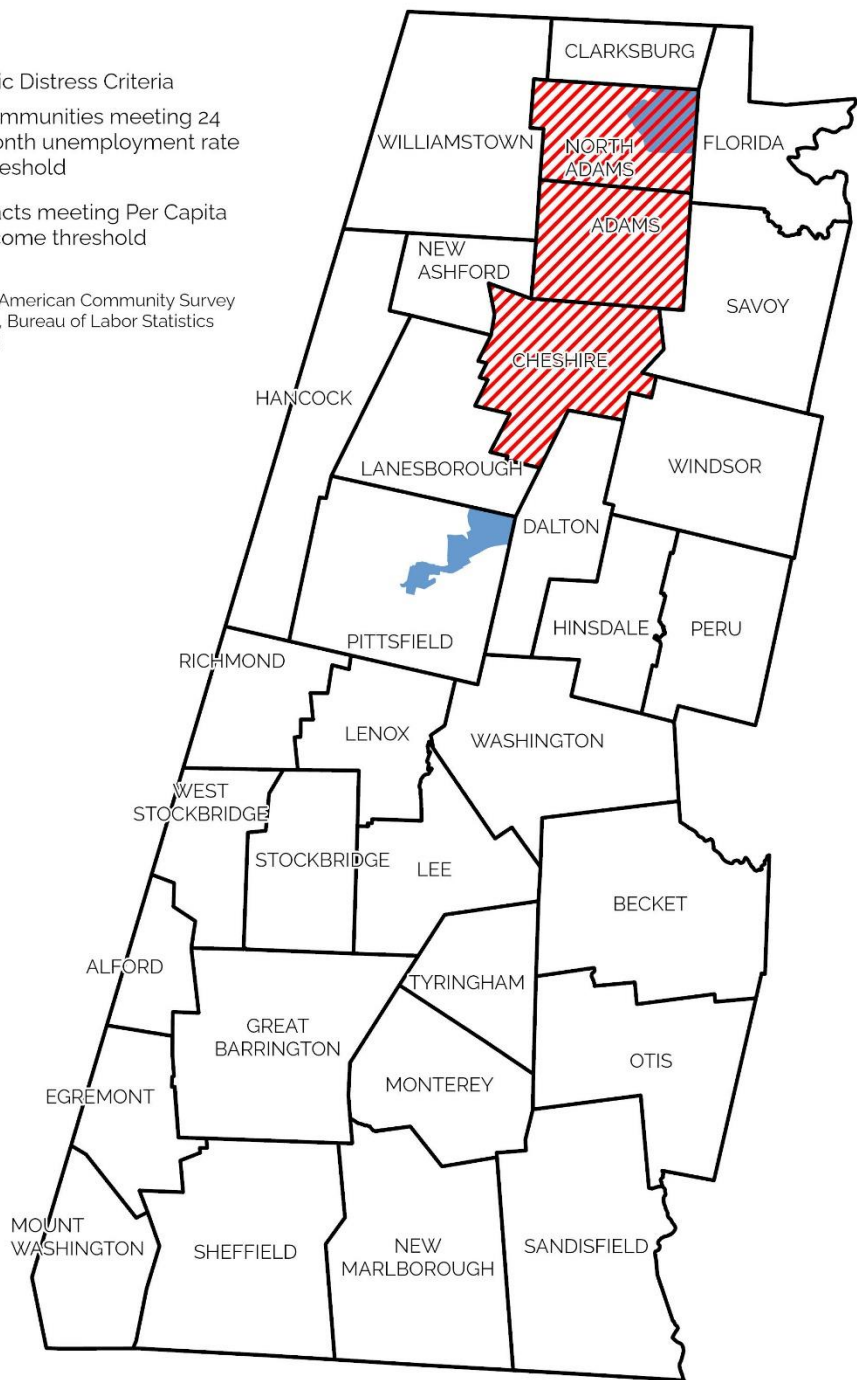 ic Distress Criteria
mmunities meeting 24
onth unemployment rate
eshold
acts meeting Per Capita
come threshold
American Community Survey
, Bureau of Labor Statistics
CLARKSBURG
WILLIAMSTOWN
NORTH
ADAMS
FLORIDA
ADAMS
NEW
ASHFORD
SAVOY
CHESHIRE
HANCOCK
LANESBOROUGH
WINDSOR
DALTON
PITTSFIELD
HINSDALE
PERU
RICHMOND
LENOX
WASHINGTON
WEST
STOCKBRIDGE
STOCKBRIDGE
LEE
BECKET
ALFORD
TYRINGHAM
GREAT
BARRINGTON
OTIS
MONTEREY
EGREMONT
MOUNT
WASHINGTON
SHEFFIELD
NEW
MARLBOROUGH
SANDISFIELD